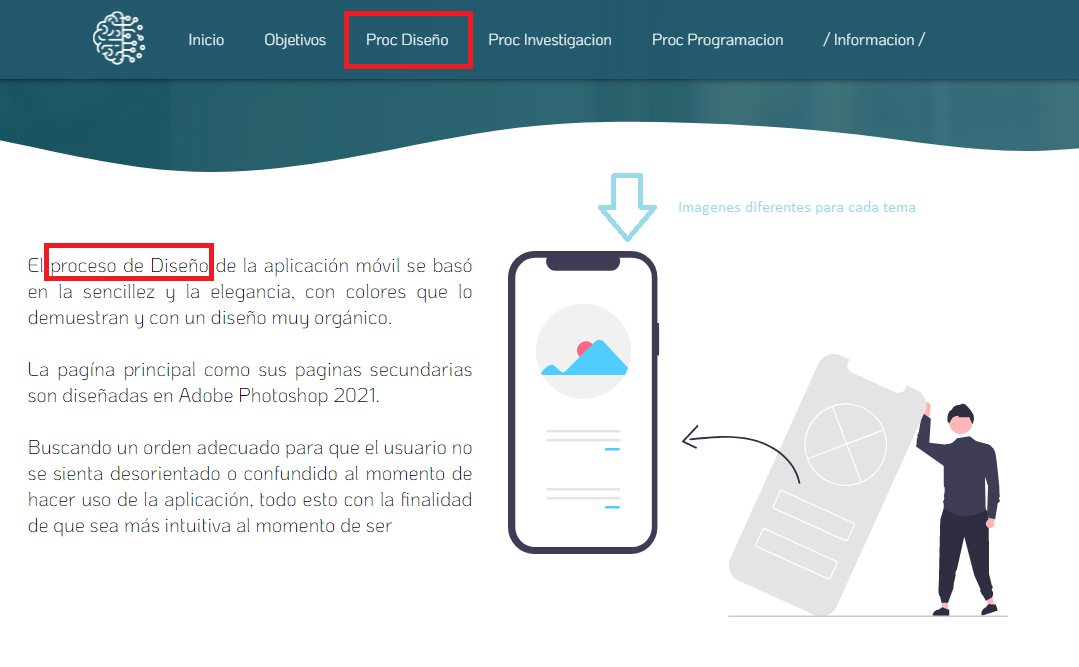 Inicio
Objetivos
Proc Diseño
Proc Investigacion
Proc Programacion
/ Informacion /
Imagenes diferentes para cada tema
El proceso de Diseño de la aplicación móvil se basó
en la sencillez y la elegancia, con colores que lo
demuestran y con un diseño muy orgánico.
La pagína principal como sus paginas secundarias
son diseñadas en Adobe Photoshop 2021.
Buscando un orden adecuado para que el usuario no
se sienta desorientado o confundido al momento de
hacer uso de la aplicación, todo esto con la finalidad
de que sea más intuitiva al momento de ser